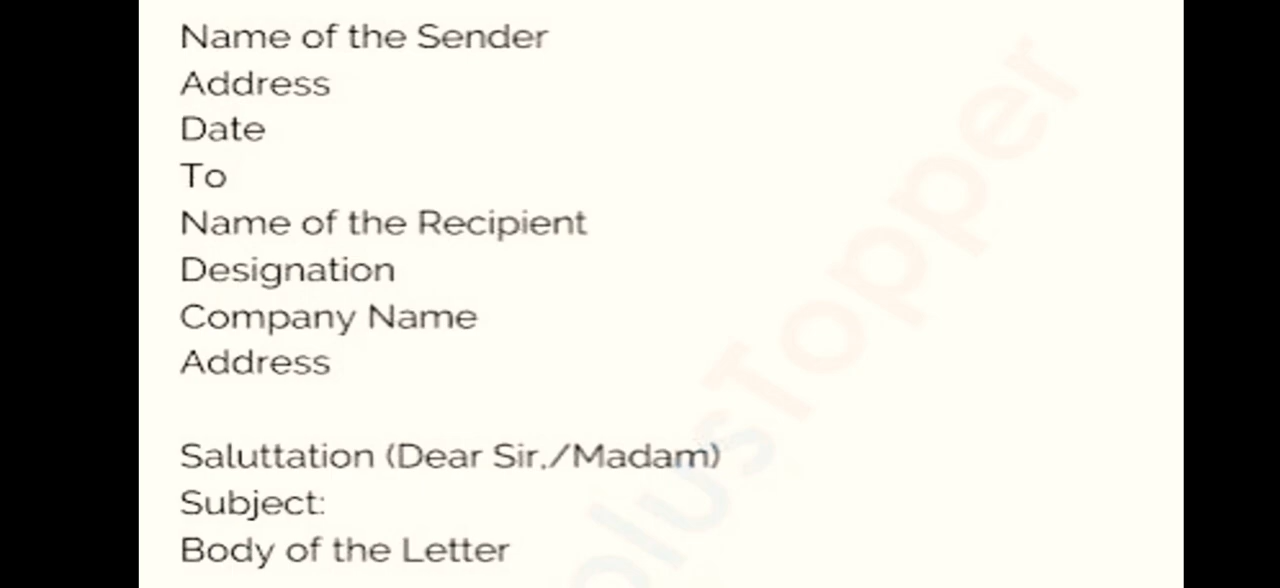 Name of the Sender
Address
Date
To
Name of the Recipient
Designation
Company Name
Address
Saluttation (Dear Sir./Madam)
Subject:
Body of the Letter
plusTopper